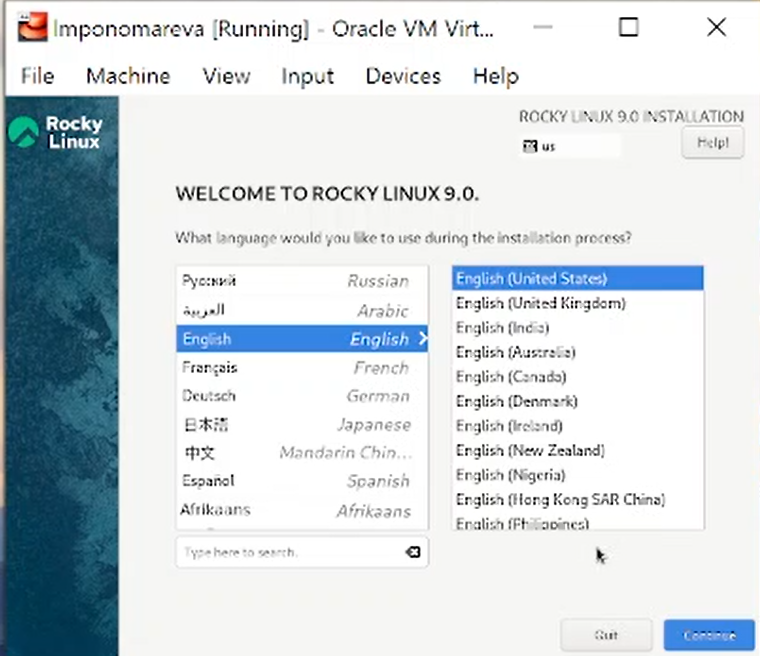 Imponomareva [Running] - Oracle VM Virt...
File Machine View Input Devices Help
Rocky
Linux
ROCKY LINUX 9.0 INSTALLATION
us
Help!
WELCOME TO ROCKY LINUX 9.0.
What language would you like to use during the installation process?
Русский Russian
العربية Arabic
English English
Français French
Deutsch German
日本語 Japanese
中文 Mandarin Chin...
Español Spanish
Afrikaans Afrikaans
English (United States)
English (United Kingdom)
English (India)
English (Australia)
English (Canada)
English (Denmark)
English (Ireland)
English (New Zealand)
English (Nigeria)
English (Hong Kong SAR China)
English (Philippines)
Type here to search.
Quit
Continue